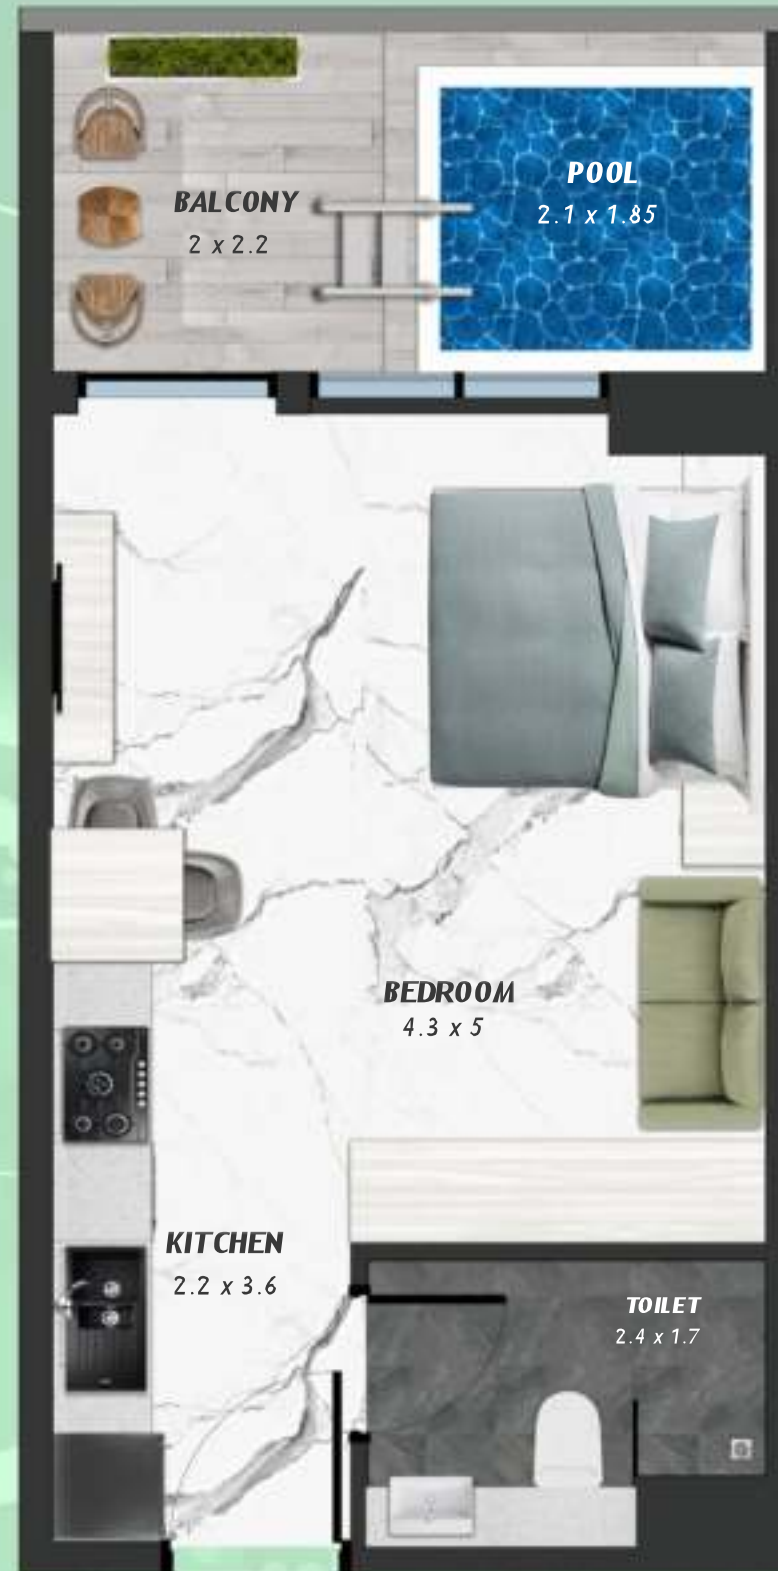 POOL
2.1 x 1.85
BALCONY
2 x 2.2
BEDROOM
4.3 x 5
KITCHEN
2.2 x 3.6
TOILET
2.4 x 1.7